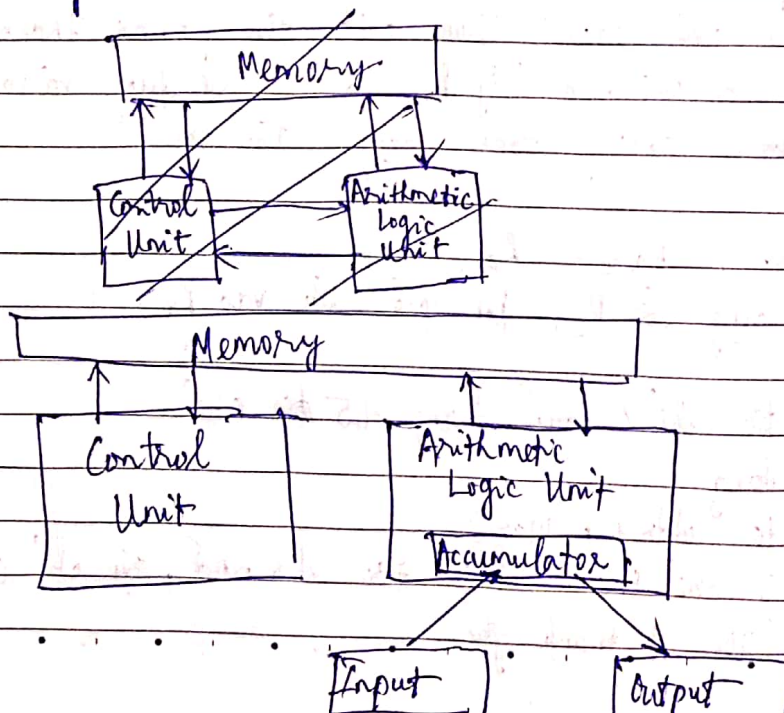 Memory
Control
Unit
Arithmetic
Logic
Unit
Memory
Control
Unit
Arithmetic
Logic Unit
Accumulator
Input
Output